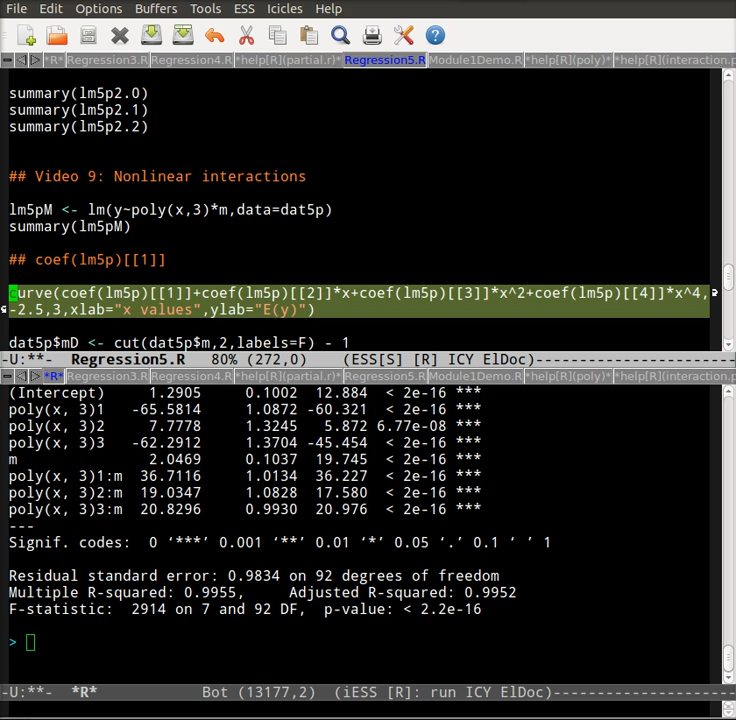 File Edit Options Buffers Tools ESS Icicles Help
*R* Regression3.R Regression4.R *help[R](partial.r)* Regression5.R Module1Demo.R *help[R](poly)* *help[R](interaction.p
summary(lm5p2.0)
summary(lm5p2.1)
summary(lm5p2.2)
## Video 9: Nonlinear interactions
lm5pM <- lm(y~poly(x,3)*m,data=dat5p)
summary(lm5pM)
## coef(lm5p)[[1]]
curve(coef(lm5p)[[1]]+coef(lm5p)[[2]]*x+coef(lm5p)[[3]]*x^2+coef(lm5p)[[4]]*x^4,
-2.5,3,xlab="x values",ylab="E(y)")
dat5p$mD <- cut(dat5p$m,2,labels=F) - 1
-U:**- Regression5.R 80% (272,0) (ESS[S] [R] ICY ElDoc)----------------
*R* Regression3.R Regression4.R *help[R](partial.r)* Regression5.R Module1Demo.R *help[R](poly)* *help[R](interaction.
(Intercept) 1.2905 0.1002 12.884 < 2e-16 ***
poly(x, 3)1 -65.5814 1.0872 -60.321 < 2e-16 ***
poly(x, 3)2 7.7778 1.3245 5.872 6.77e-08 ***
poly(x, 3)3 -62.2912 1.3704 -45.454 < 2e-16 ***
m 2.0469 0.1037 19.745 < 2e-16 ***
poly(x, 3)1:m 36.7116 1.0134 36.227 < 2e-16 ***
poly(x, 3)2:m 19.0347 1.0828 17.580 < 2e-16 ***
poly(x, 3)3:m 20.8296 0.9930 20.976 < 2e-16 ***
---
Signif. codes: 0 ‘***’ 0.001 ‘**’ 0.01 ‘*’ 0.05 ‘.’ 0.1 ‘ ’ 1
Residual standard error: 0.9834 on 92 degrees of freedom
Multiple R-squared: 0.9955, Adjusted R-squared: 0.9952
F-statistic: 2914 on 7 and 92 DF, p-value: < 2.2e-16
>
-U:**- *R* Bot (13177,2) (iESS [R]: run ICY ElDoc)----------------